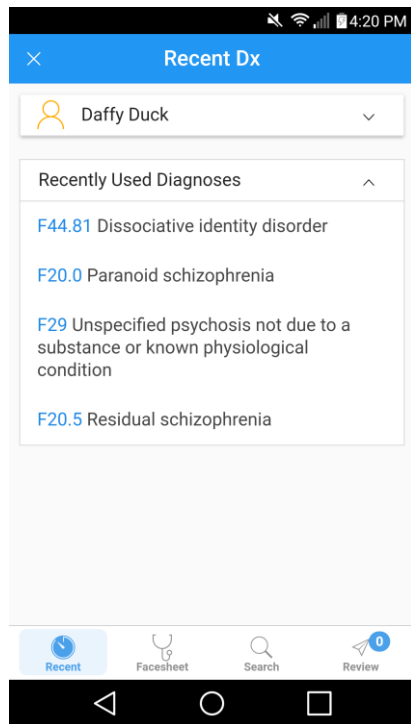 4:20 PM
Recent Dx
Daffy Duck
Recently Used Diagnoses
F44.81 Dissociative identity disorder
F20.0 Paranoid schizophrenia
F29 Unspecified psychosis not due to a
substance or known physiological
condition
F20.5 Residual schizophrenia
0
Recent
Facesheet
Search
Review